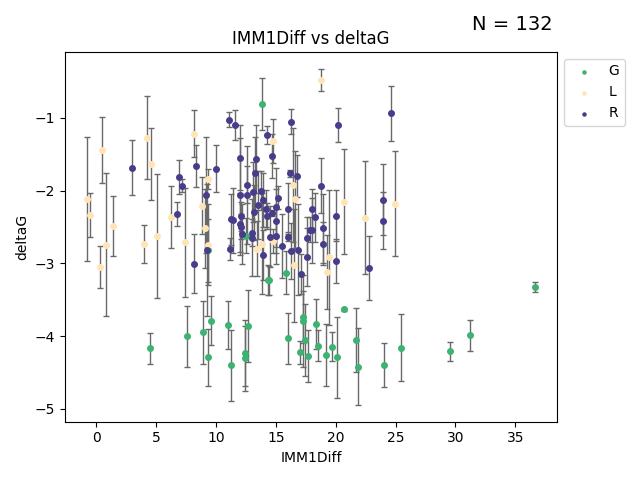 N = 132
IMM1Diff vs deltaG
G
L
R
−1
−2
−3
−4
−5
deltaG
0 5 10 15 20 25 30 35
IMM1Diff